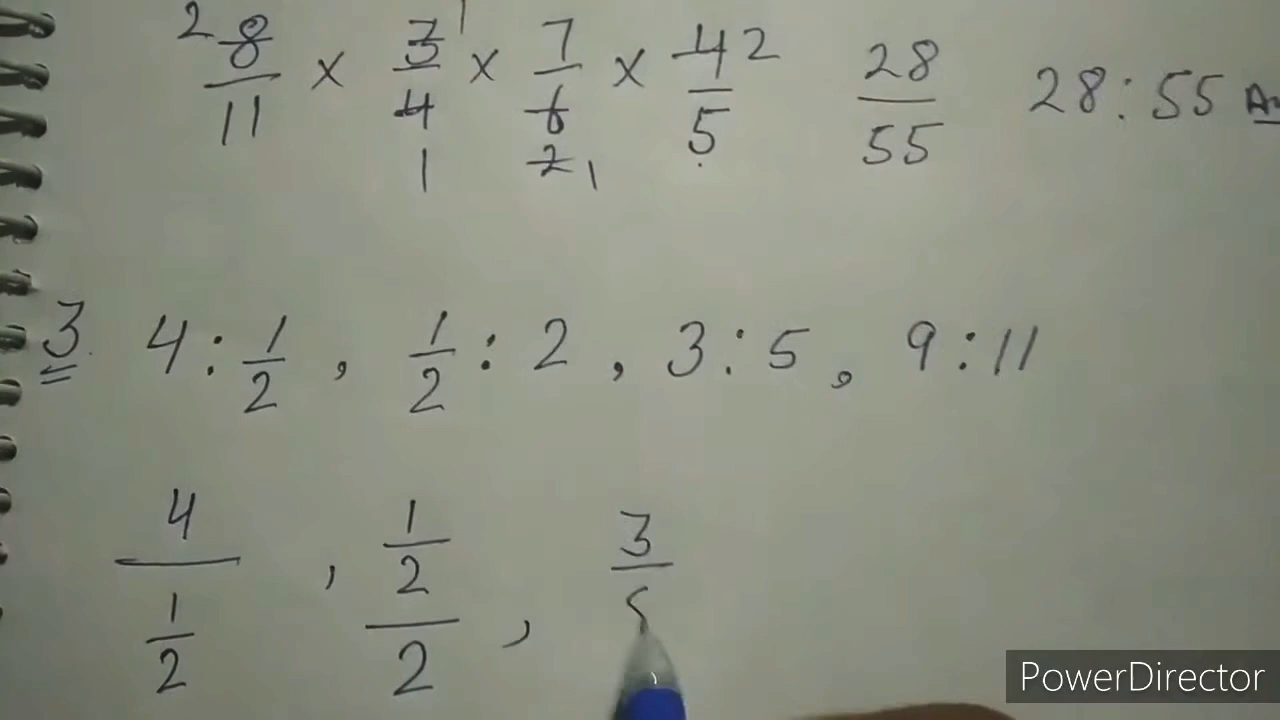 2 8/11 × 3/4 1 × 7/6 × 4/5 2 28/55 28:55
1 2 1
3. 4 : 1/2 , 1/2 : 2 , 3 : 5 , 9 : 11
4/(1/2) , (1/2)/2 , 3/5
PowerDirector